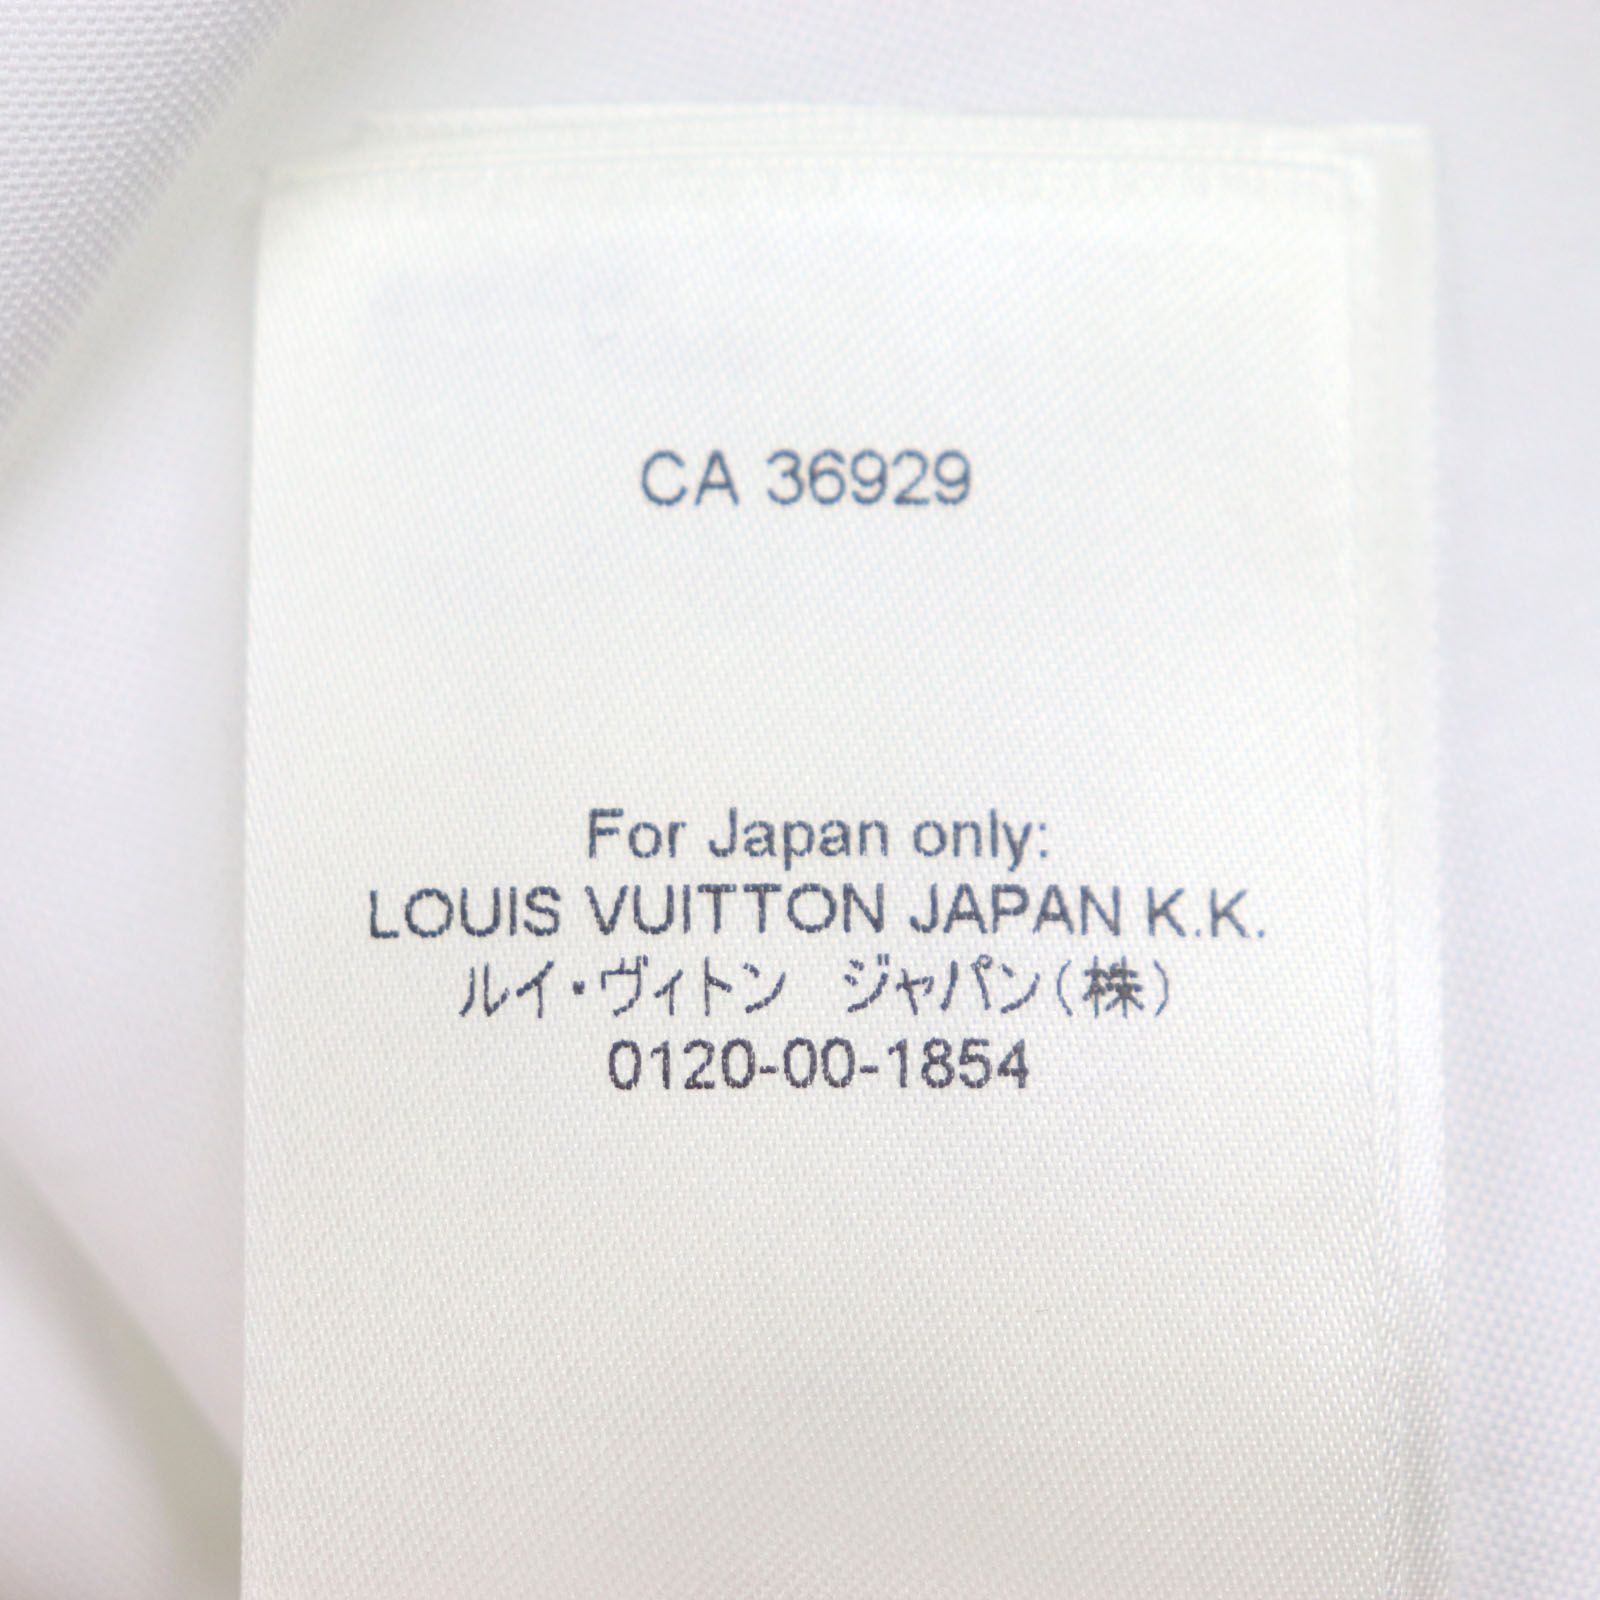 CA 36929
For Japan only:
LOUIS VUITTON JAPAN K.K.
ルイ・ヴィトン　ジャパン(株)
0120-00-1854